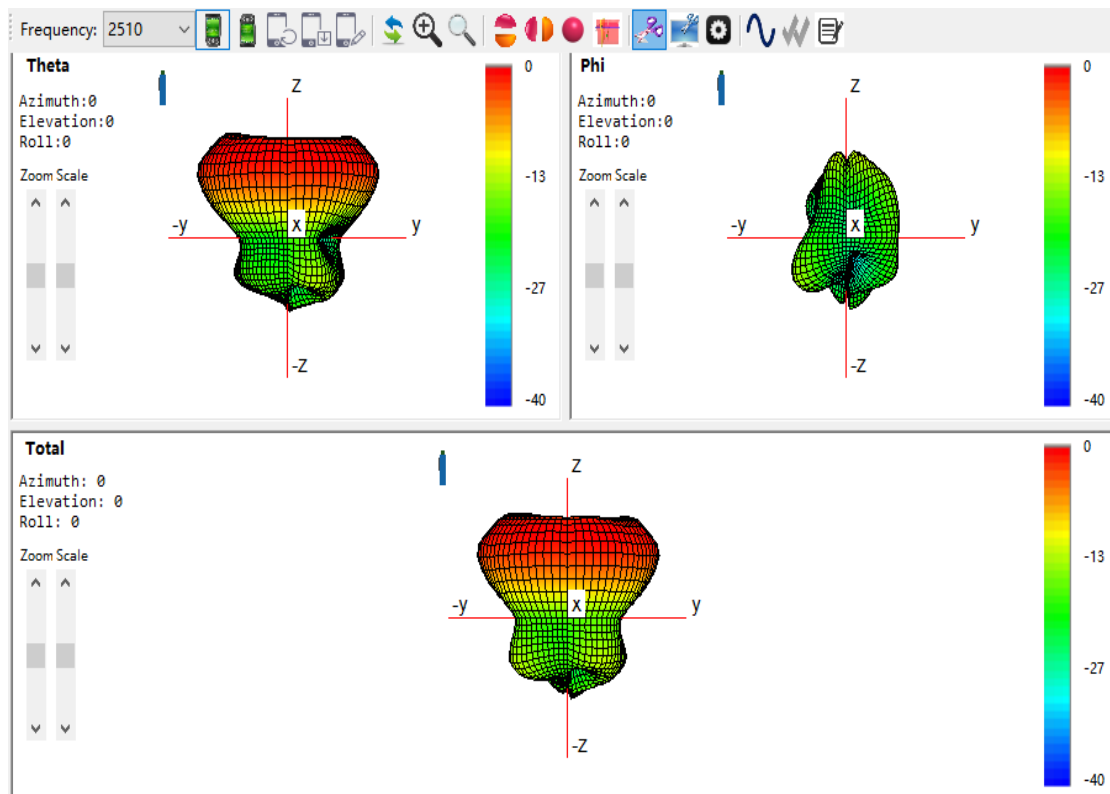 Frequency: 2510
Theta
Azimuth:0
Elevation:0
Roll:0
Zoom Scale
Z
-y
x
y
-Z
0
-13
-27
-40
Phi
Azimuth:0
Elevation:0
Roll:0
Zoom Scale
Z
-y
x
y
-Z
0
-13
-27
-40
Total
Azimuth: 0
Elevation: 0
Roll: 0
Zoom Scale
Z
-y
x
y
-Z
0
-13
-27
-40